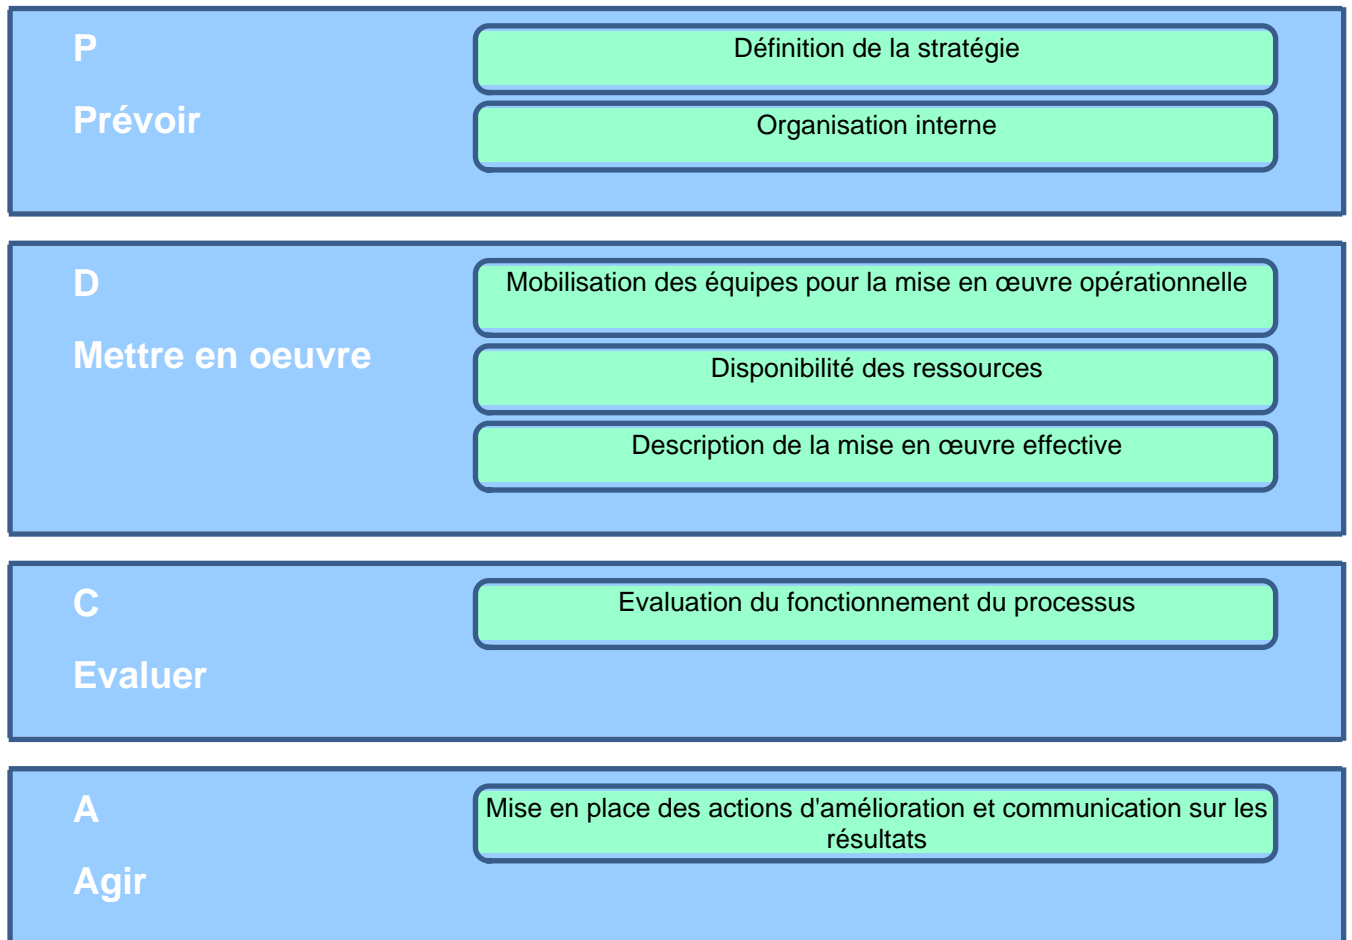 P
Prévoir
Définition de la stratégie
Organisation interne
D
Mettre en oeuvre
Mobilisation des équipes pour la mise en œuvre opérationnelle
Disponibilité des ressources
Description de la mise en œuvre effective
C
Evaluer
Evaluation du fonctionnement du processus
A
Agir
Mise en place des actions d'amélioration et communication sur les
résultats